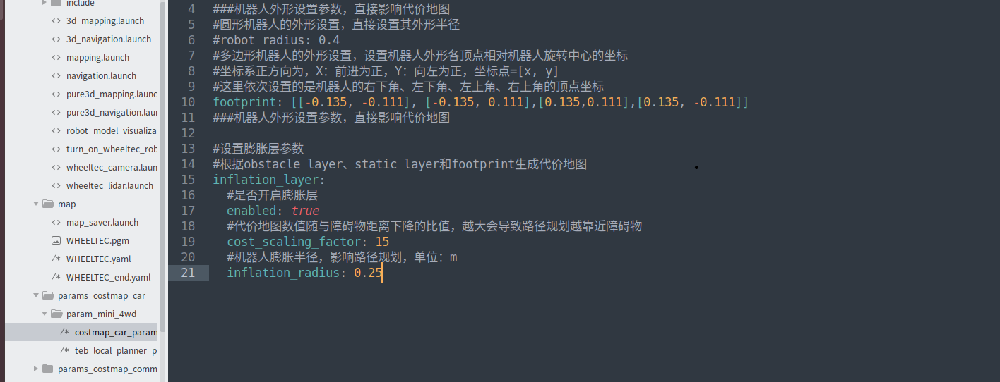 include
3d_mapping.launch
3d_navigation.launch
mapping.launch
navigation.launch
pure3d_mapping.launc
pure3d_navigation.laun
robot_model_visualiza
turn_on_wheeltec_rob
wheeltec_camera.laun
wheeltec_lidar.launch
map
map_saver.launch
WHEELTEC.pgm
WHEELTEC.yaml
WHEELTEC_end.yaml
params_costmap_car
param_mini_4wd
costmap_car_param
teb_local_planner_p
params_costmap_comm
4 ###机器人外形设置参数，直接影响代价地图
5 #圆形机器人的外形设置，直接设置其外形半径
6 #robot_radius: 0.4
7 #多边形机器人的外形设置，设置机器人外形各顶点相对机器人旋转中心的坐标
8 #坐标系正方向为，X：前进为正，Y：向左为正，坐标点=[x, y]
9 #这里依次设置的是机器人的右下角、左下角、左上角、右上角的顶点坐标
10 footprint: [[-0.135, -0.111], [-0.135, 0.111],[0.135,0.111],[0.135, -0.111]]
11 ###机器人外形设置参数，直接影响代价地图
12
13 #设置膨胀层参数
14 #根据obstacle_layer、static_layer和footprint生成代价地图
15 inflation_layer:
16 #是否开启膨胀层
17 enabled: true
18 #代价地图数值随与障碍物距离下降的比值，越大会导致路径规划越靠近障碍物
19 cost_scaling_factor: 15
20 #机器人膨胀半径，影响路径规划，单位：m
21 inflation_radius: 0.25